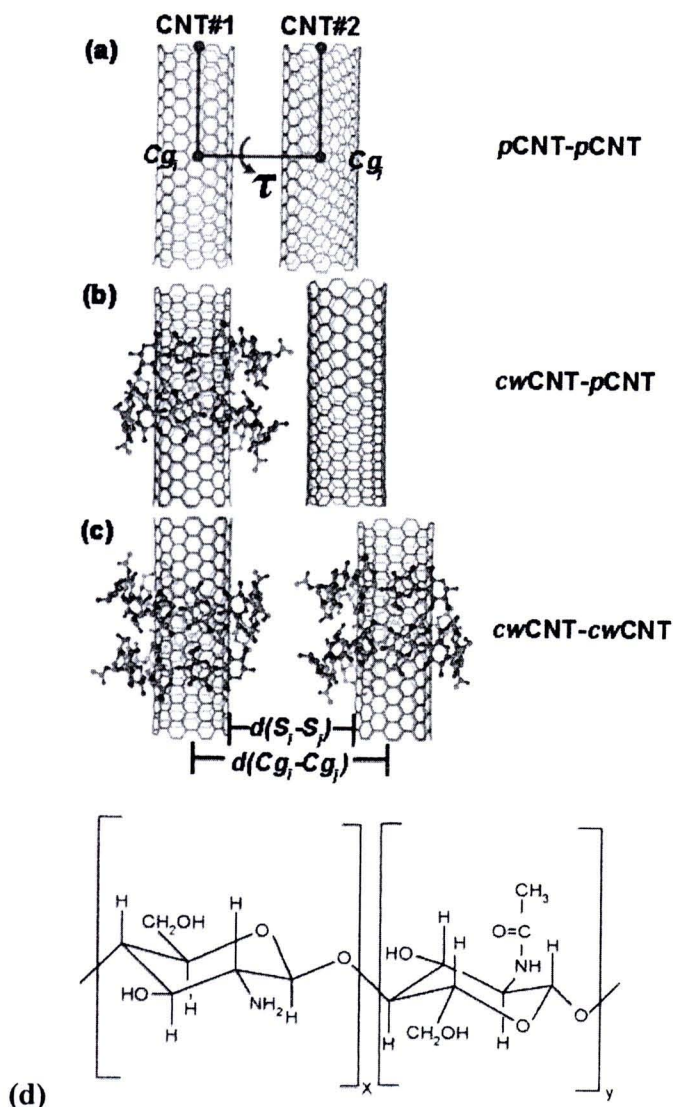 CNT#1 CNT#2
(a)
Cg_i τ Cg_j
pCNT-pCNT
(b)
cwCNT-pCNT
(c)
cwCNT-cwCNT
d(S_i-S_j)
d(Cg_i-Cg_j)
H CH₂OH H O
HO H NH₂ H O
H
x
CH₃
O=C
H NH H
HO H
CH₂OH O O
H H
y
(d)